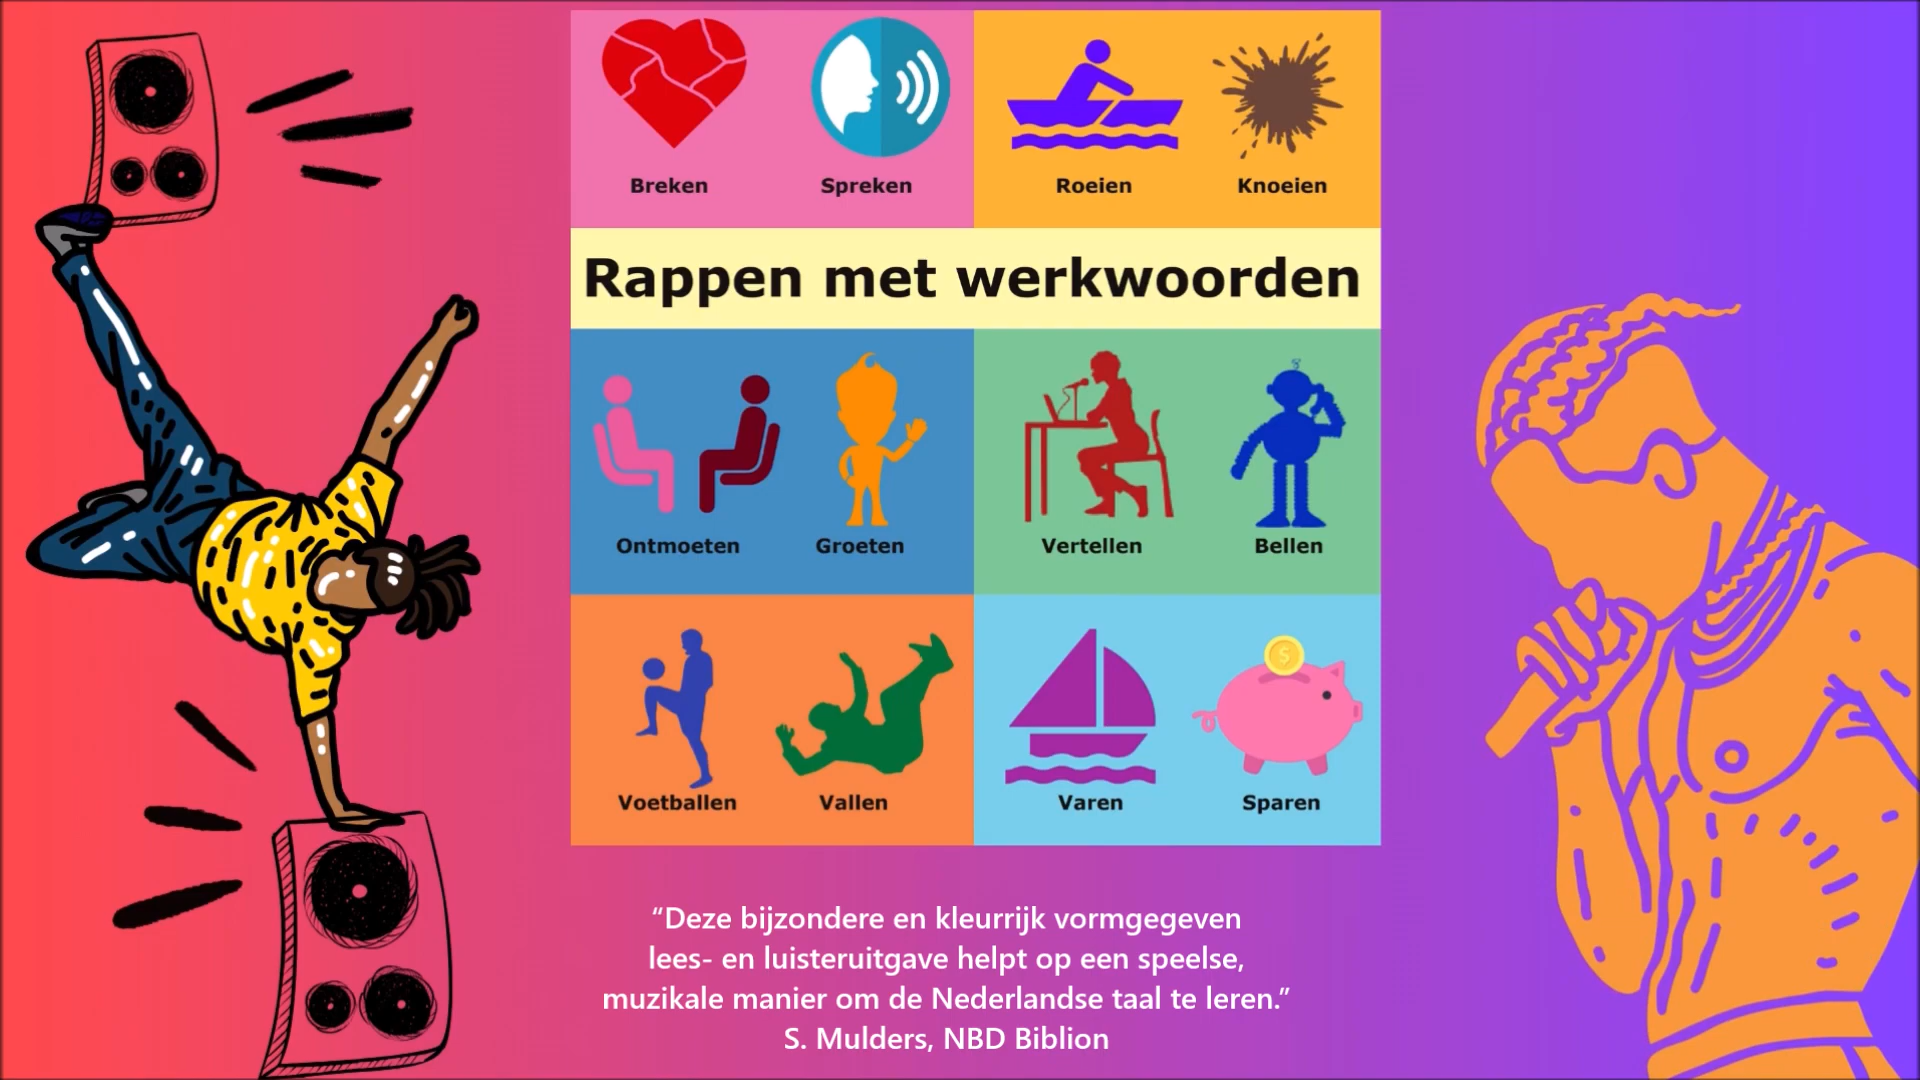 Breken Spreken Roeien Knoeien
Rappen met werkwoorden
Ontmoeten Groeten Vertellen Bellen
Voetballen Vallen Varen Sparen
“Deze bijzondere en kleurrijk vormgegeven
lees- en luisteruitgave helpt op een speelse,
muzikale manier om de Nederlandse taal te leren.”
S. Mulders, NBD Biblion